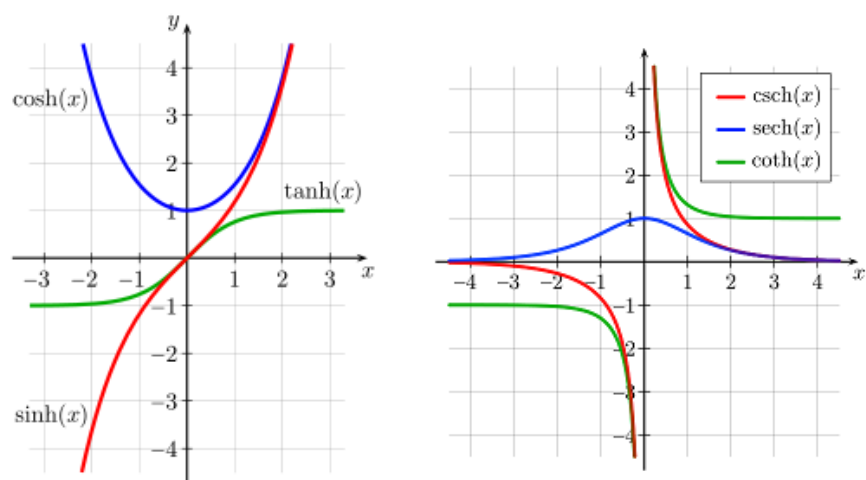 y
4
cosh(x)
3
2
tanh(x)
1
−3 −2 −1 1 2 3 x
−1
−2
−3
sinh(x)
−4
4
csch(x)
3
sech(x)
coth(x)
2
1
−4 −3 −2 −1 1 2 3 4 x
−1
−2
−3
−4